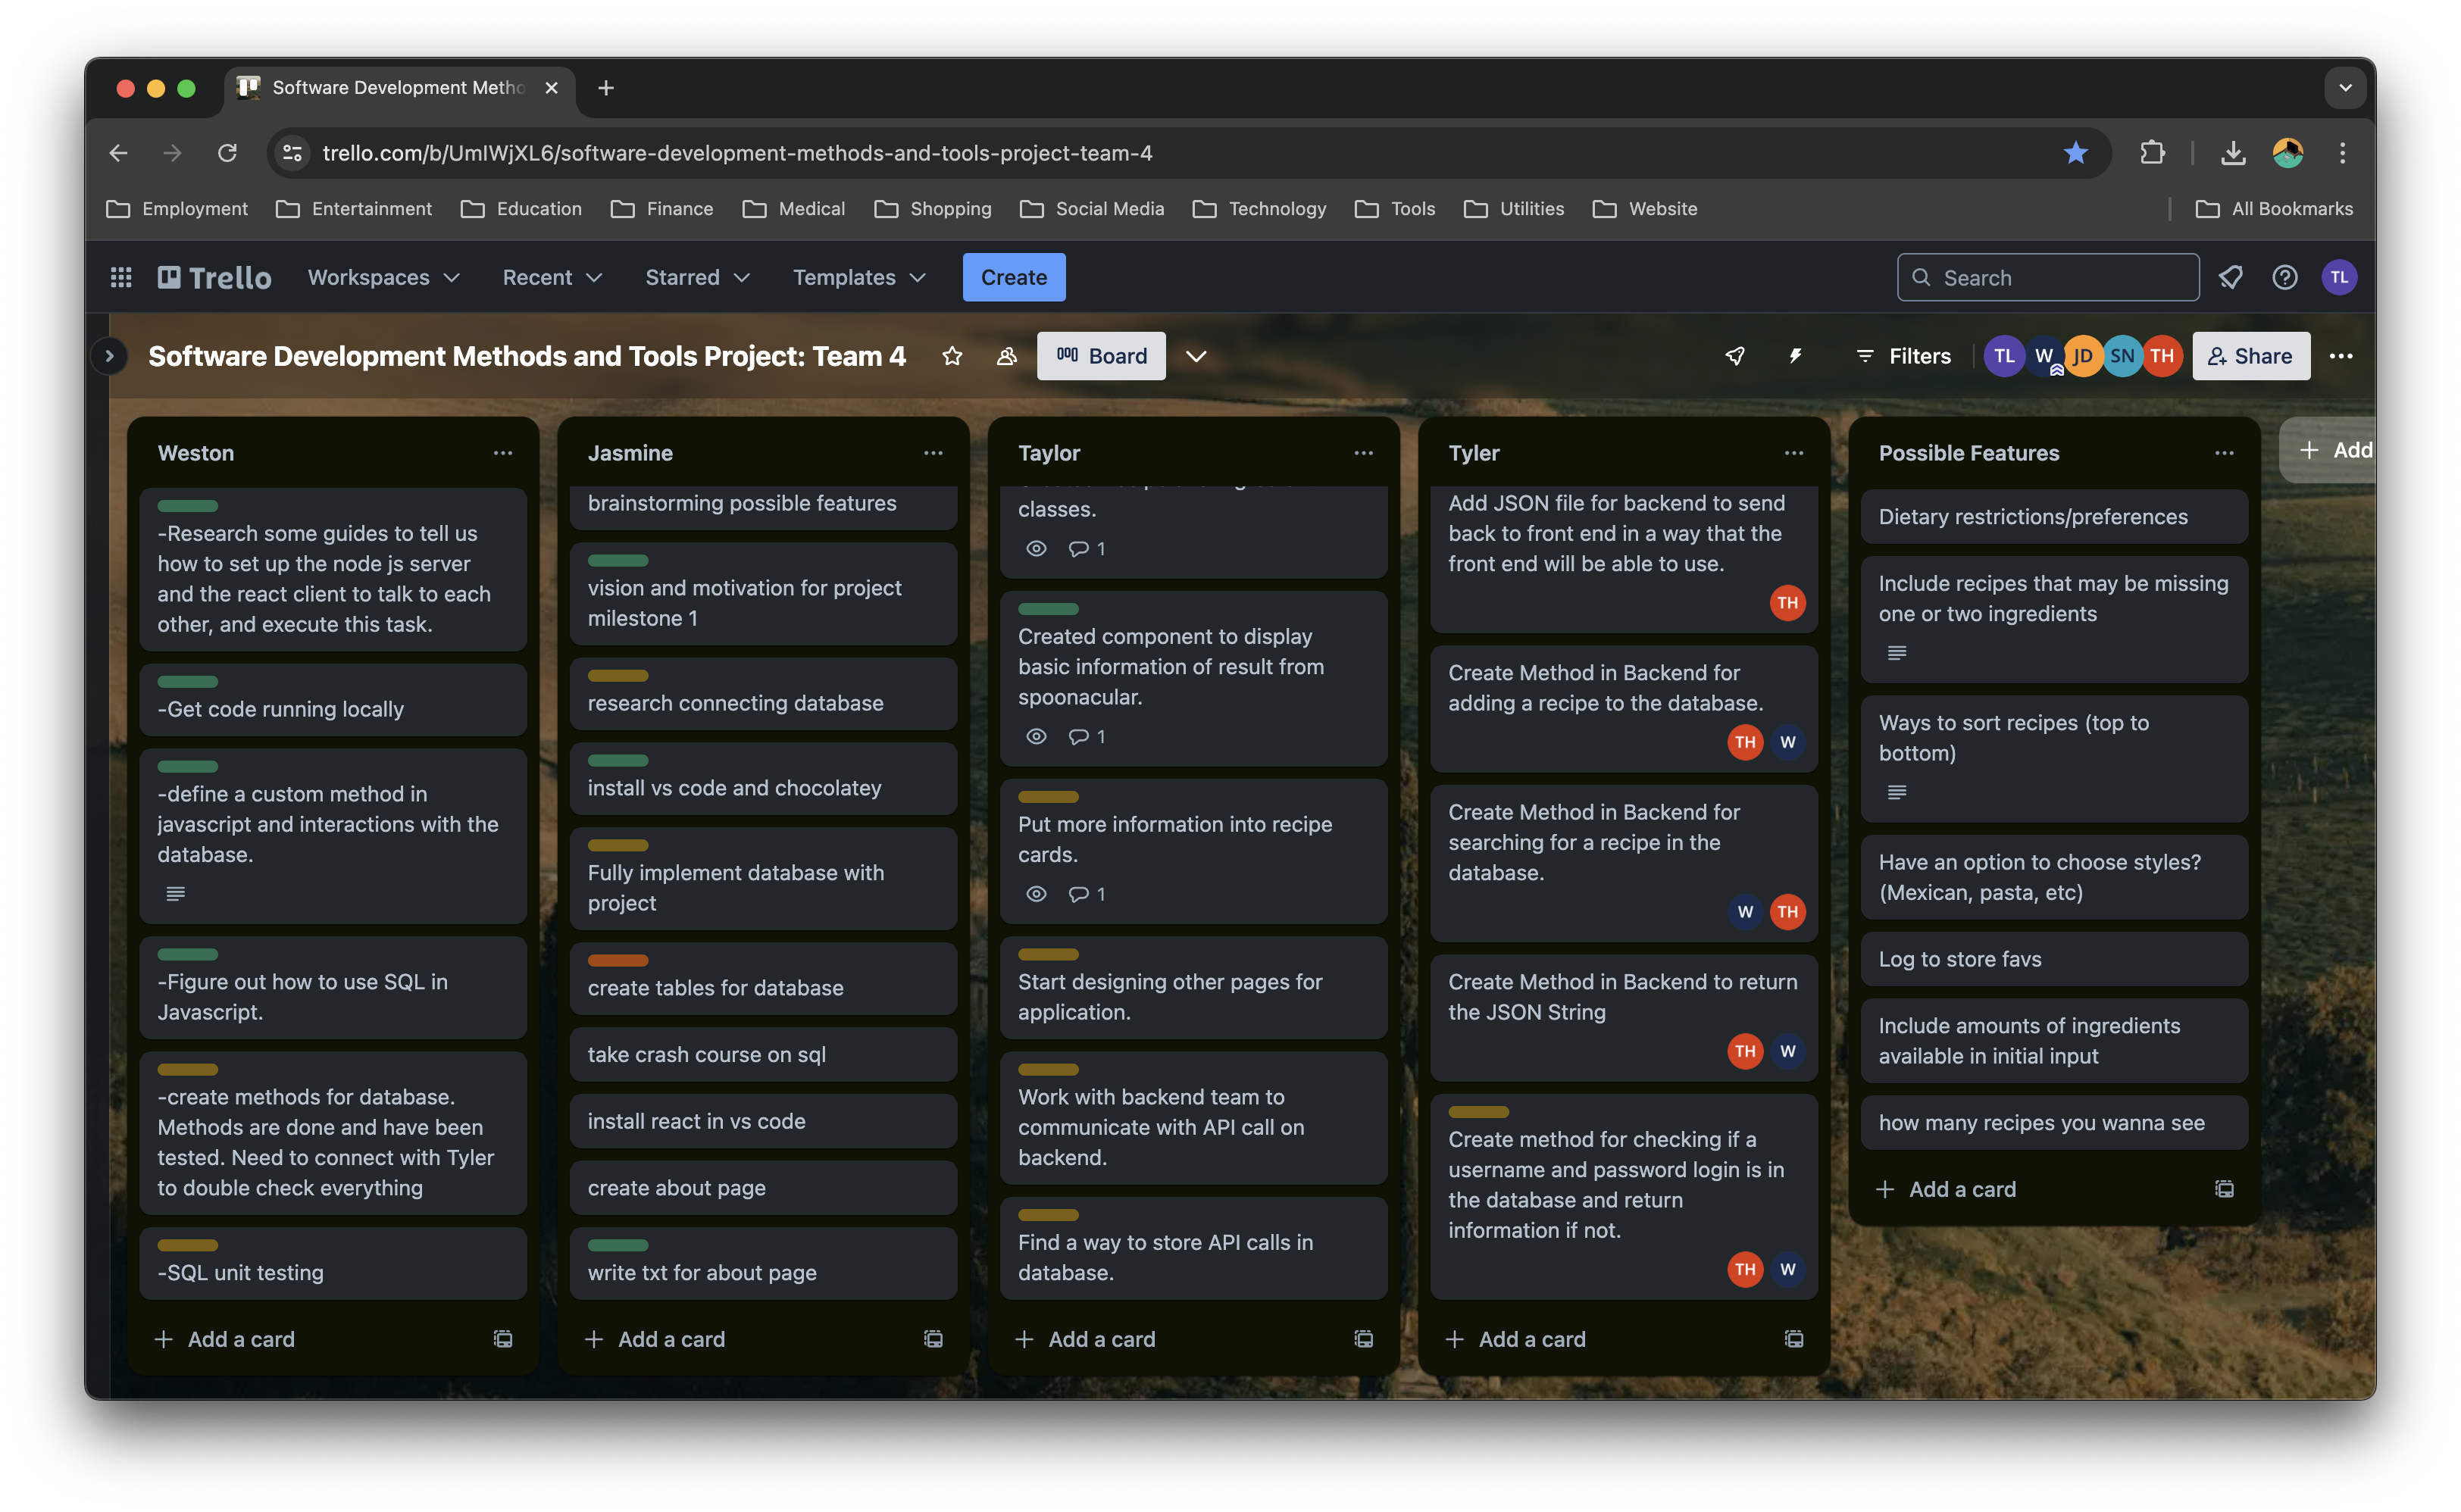 Software Development Metho
trello.com/b/UmIWjXL6/software-development-methods-and-tools-project-team-4
Employment Entertainment Education Finance Medical Shopping Social Media Technology Tools Utilities Website All Bookmarks
Trello Workspaces Recent Starred Templates Create Search TL
Software Development Methods and Tools Project: Team 4 Board Filters TL W JD SN TH Share
Weston
-Research some guides to tell us
how to set up the node js server
and the react client to talk to each
other, and execute this task.
-Get code running locally
-define a custom method in
javascript and interactions with the
database.
-Figure out how to use SQL in
Javascript.
-create methods for database.
Methods are done and have been
tested. Need to connect with Tyler
to double check everything
-SQL unit testing
+ Add a card
Jasmine
brainstorming possible features
vision and motivation for project
milestone 1
research connecting database
install vs code and chocolatey
Fully implement database with
project
create tables for database
take crash course on sql
install react in vs code
create about page
write txt for about page
+ Add a card
Taylor
classes.
1
Created component to display
basic information of result from
spoonacular.
1
Put more information into recipe
cards.
1
Start designing other pages for
application.
Work with backend team to
communicate with API call on
backend.
Find a way to store API calls in
database.
+ Add a card
Tyler
Add JSON file for backend to send
back to front end in a way that the
front end will be able to use.
TH
Create Method in Backend for
adding a recipe to the database.
TH W
Create Method in Backend for
searching for a recipe in the
database.
W TH
Create Method in Backend to return
the JSON String
TH W
Create method for checking if a
username and password login is in
the database and return
information if not.
TH W
+ Add a card
Possible Features
Dietary restrictions/preferences
Include recipes that may be missing
one or two ingredients
Ways to sort recipes (top to
bottom)
Have an option to choose styles?
(Mexican, pasta, etc)
Log to store favs
Include amounts of ingredients
available in initial input
how many recipes you wanna see
+ Add a card
+ Add